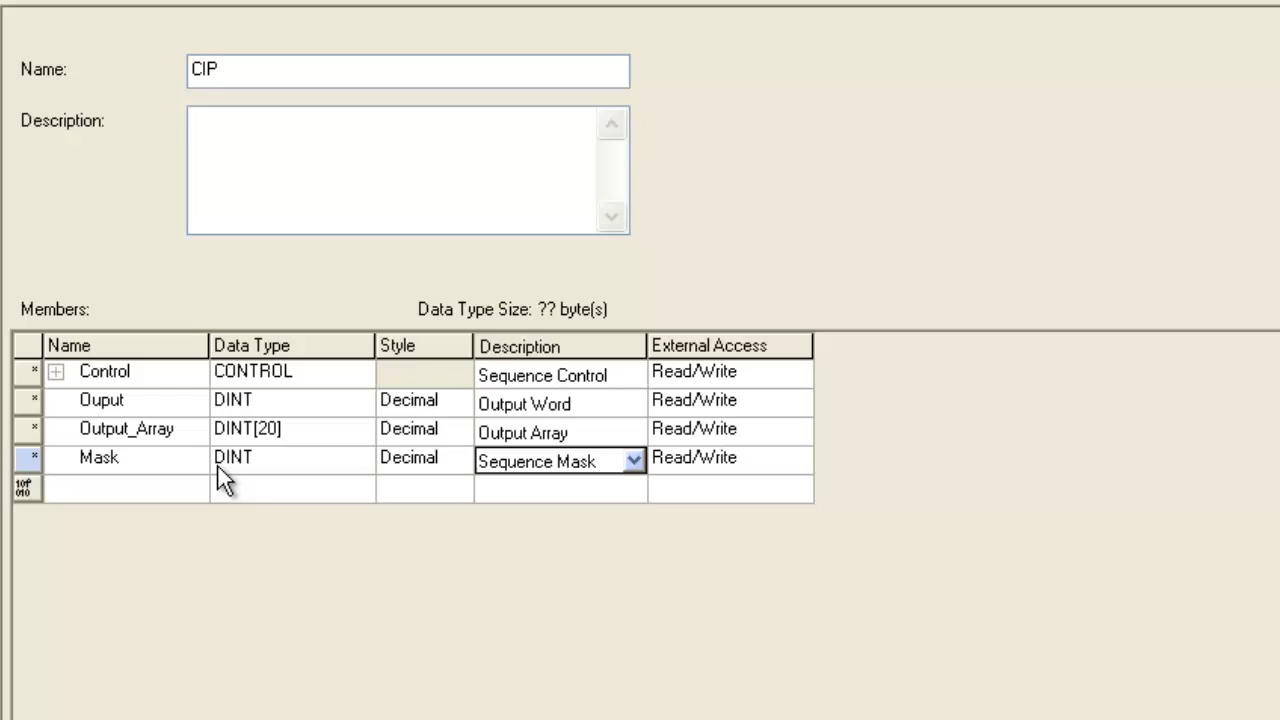 Name: CIP
Description:
Members: Data Type Size: ?? byte(s)
Name Data Type Style Description External Access
* Control CONTROL Sequence Control Read/Write
* Ouput DINT Decimal Output Word Read/Write
* Output_Array DINT[20] Decimal Output Array Read/Write
* Mask DINT Decimal Sequence Mask Read/Write